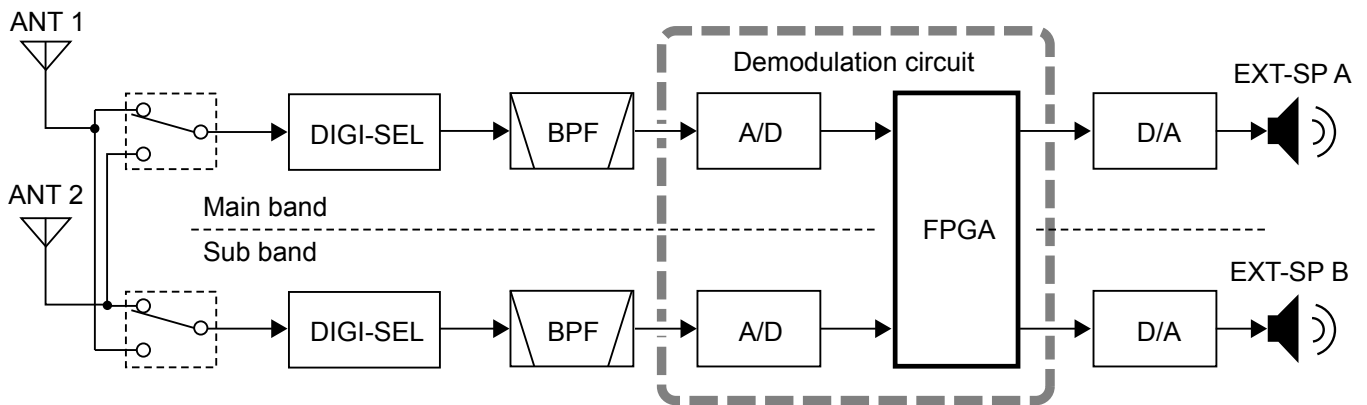 ANT 1
Demodulation circuit
EXT-SP A
DIGI-SEL
BPF
A/D
D/A
ANT 2
Main band
Sub band
FPGA
EXT-SP B
DIGI-SEL
BPF
A/D
D/A